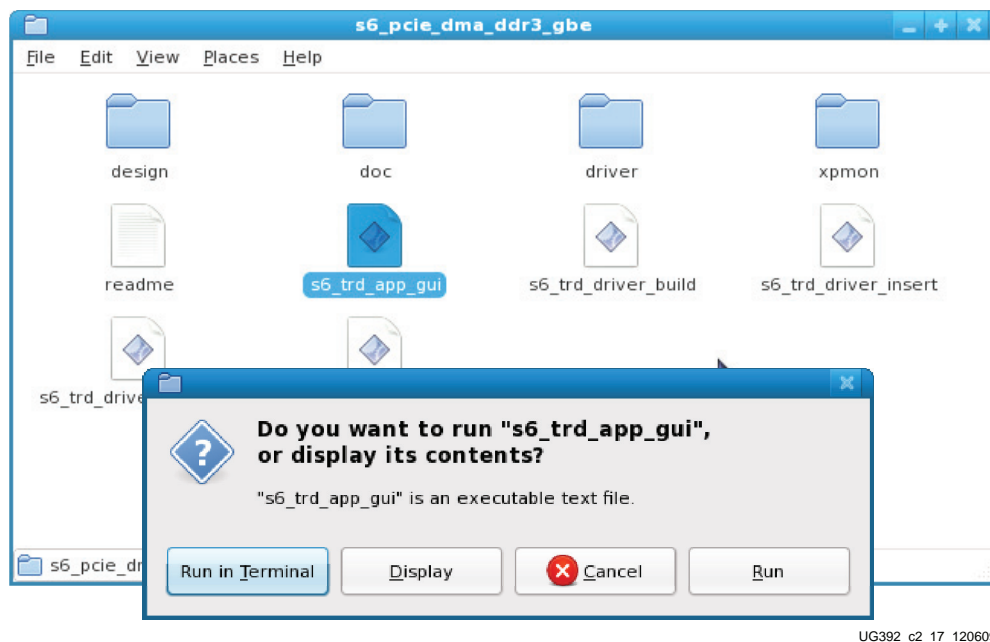 s6_pcie_dma_ddr3_gbe
File Edit View Places Help
design doc driver xpmon
readme s6_trd_app_gui s6_trd_driver_build s6_trd_driver_insert
s6_trd_drive
Do you want to run "s6_trd_app_gui",
or display its contents?
"s6_trd_app_gui" is an executable text file.
s6_pcie_dr
Run in Terminal Display Cancel Run
UG392_c2_17_12060